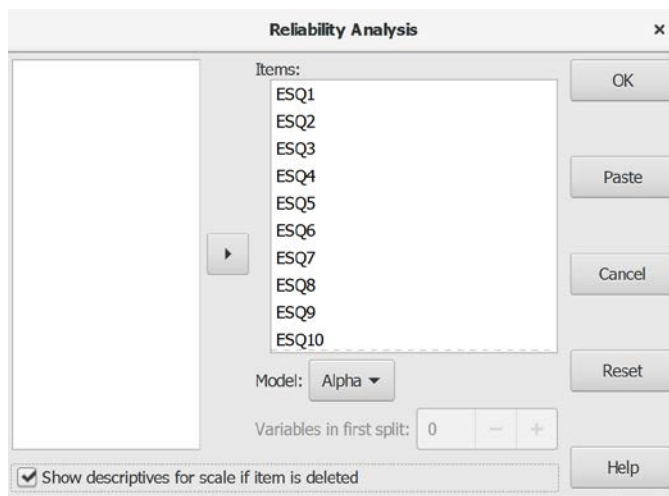 Reliability Analysis ×
Items:
ESQ1
ESQ2
ESQ3
ESQ4
ESQ5
ESQ6
ESQ7
ESQ8
ESQ9
ESQ10
Model: Alpha
Variables in first split: 0 − +
Show descriptives for scale if item is deleted
OK
Paste
Cancel
Reset
Help